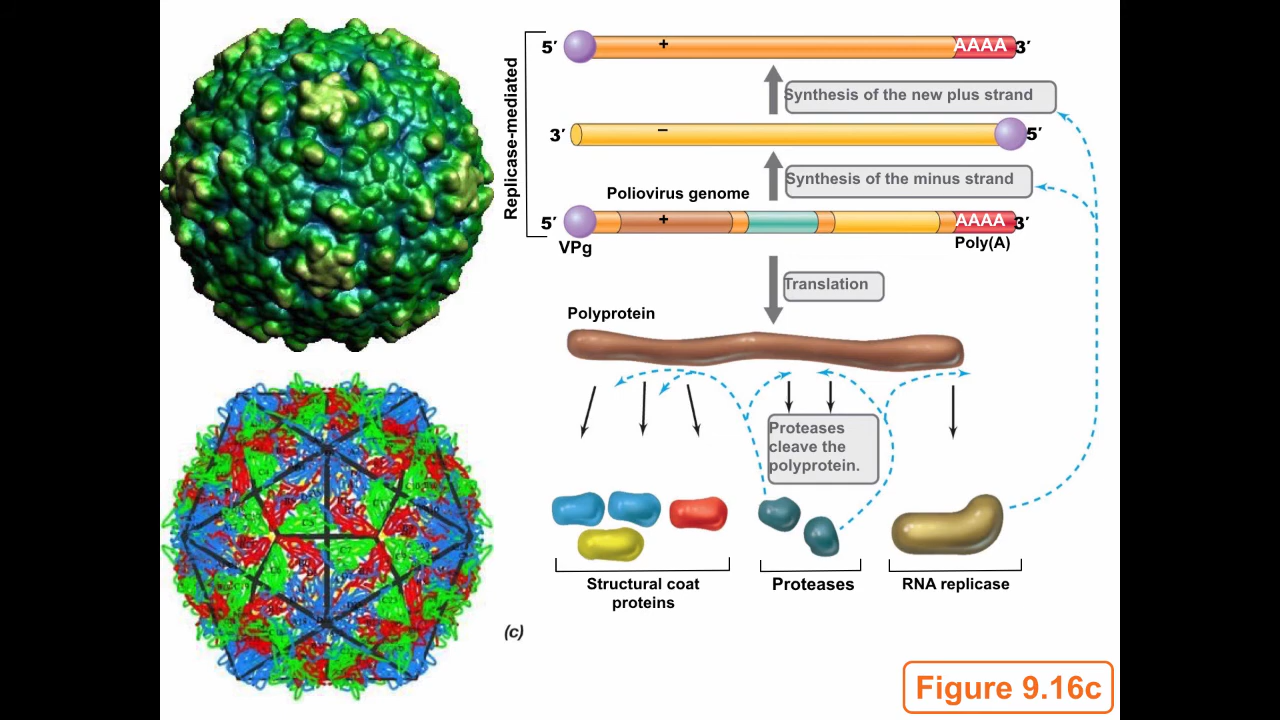 5′ + AAAA 3′
Replicase-mediated
Synthesis of the new plus strand
3′ – 5′
Synthesis of the minus strand
Poliovirus genome
5′ + AAAA 3′
VPg
Poly(A)
Translation
Polyprotein
Proteases
cleave the
polyprotein.
Structural coat
proteins
Proteases
RNA replicase
(c)
Figure 9.16c